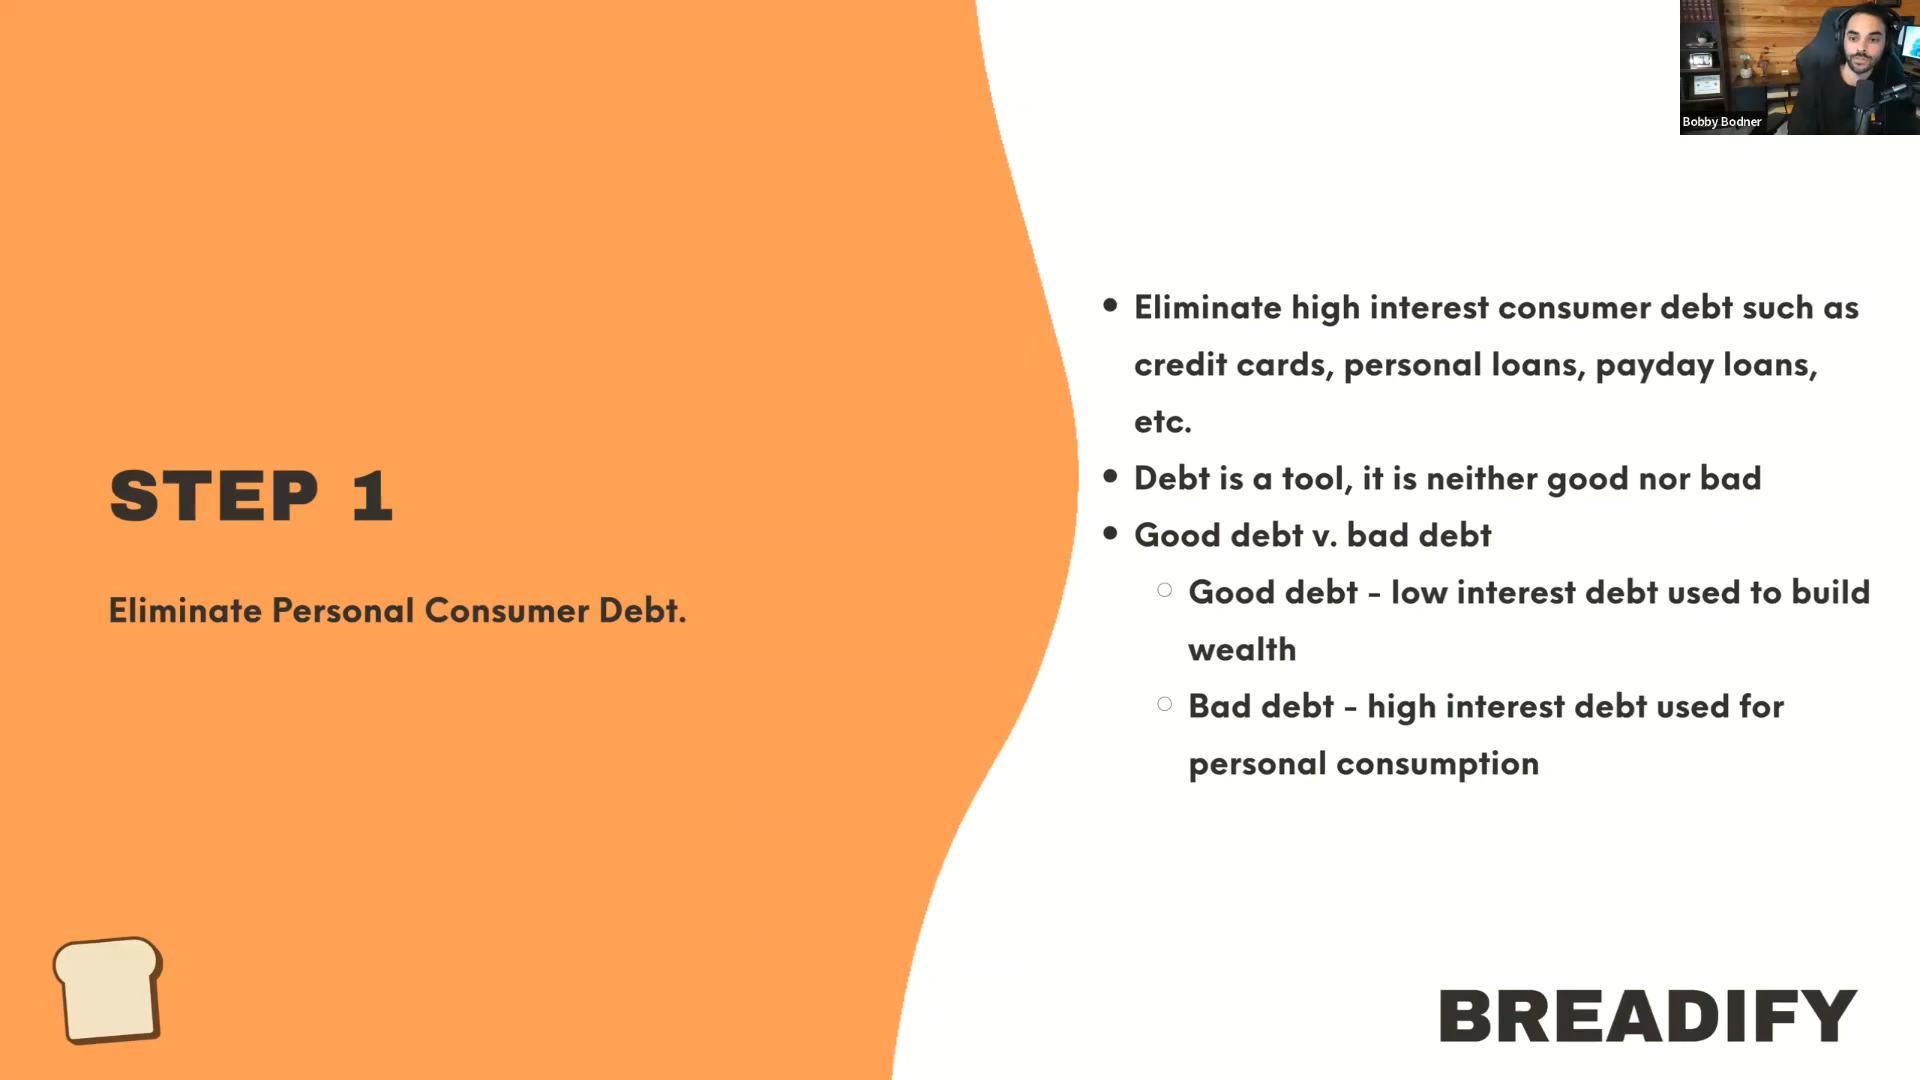 Bobby Bodner
STEP 1
Eliminate Personal Consumer Debt.
• Eliminate high interest consumer debt such as
credit cards, personal loans, payday loans,
etc.
• Debt is a tool, it is neither good nor bad
• Good debt v. bad debt
○ Good debt - low interest debt used to build
wealth
○ Bad debt - high interest debt used for
personal consumption
BREADIFY